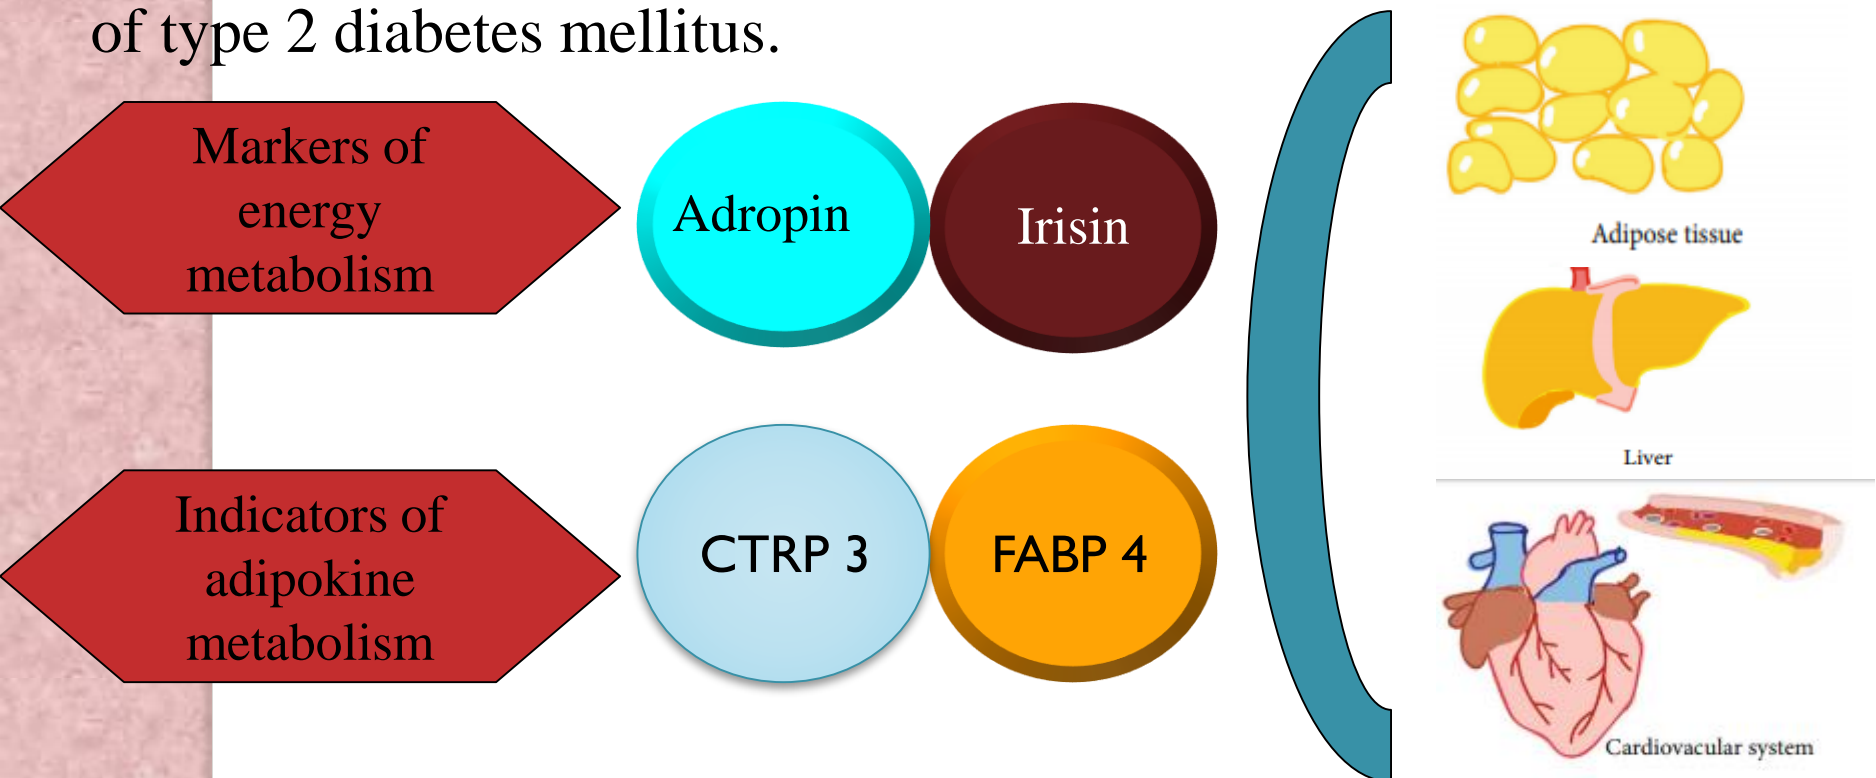 of type 2 diabetes mellitus.
Markers of
energy
metabolism
Adropin
Irisin
Indicators of
adipokine
metabolism
CTRP 3
FABP 4
Adipose tissue
Liver
Cardiovacular system